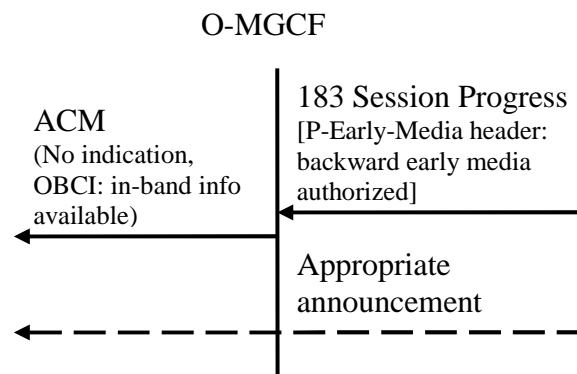 O-MGCF
183 Session Progress
[P-Early-Media header:
backward early media
authorized]
ACM
(No indication,
OBCI: in-band info
available)
Appropriate
announcement